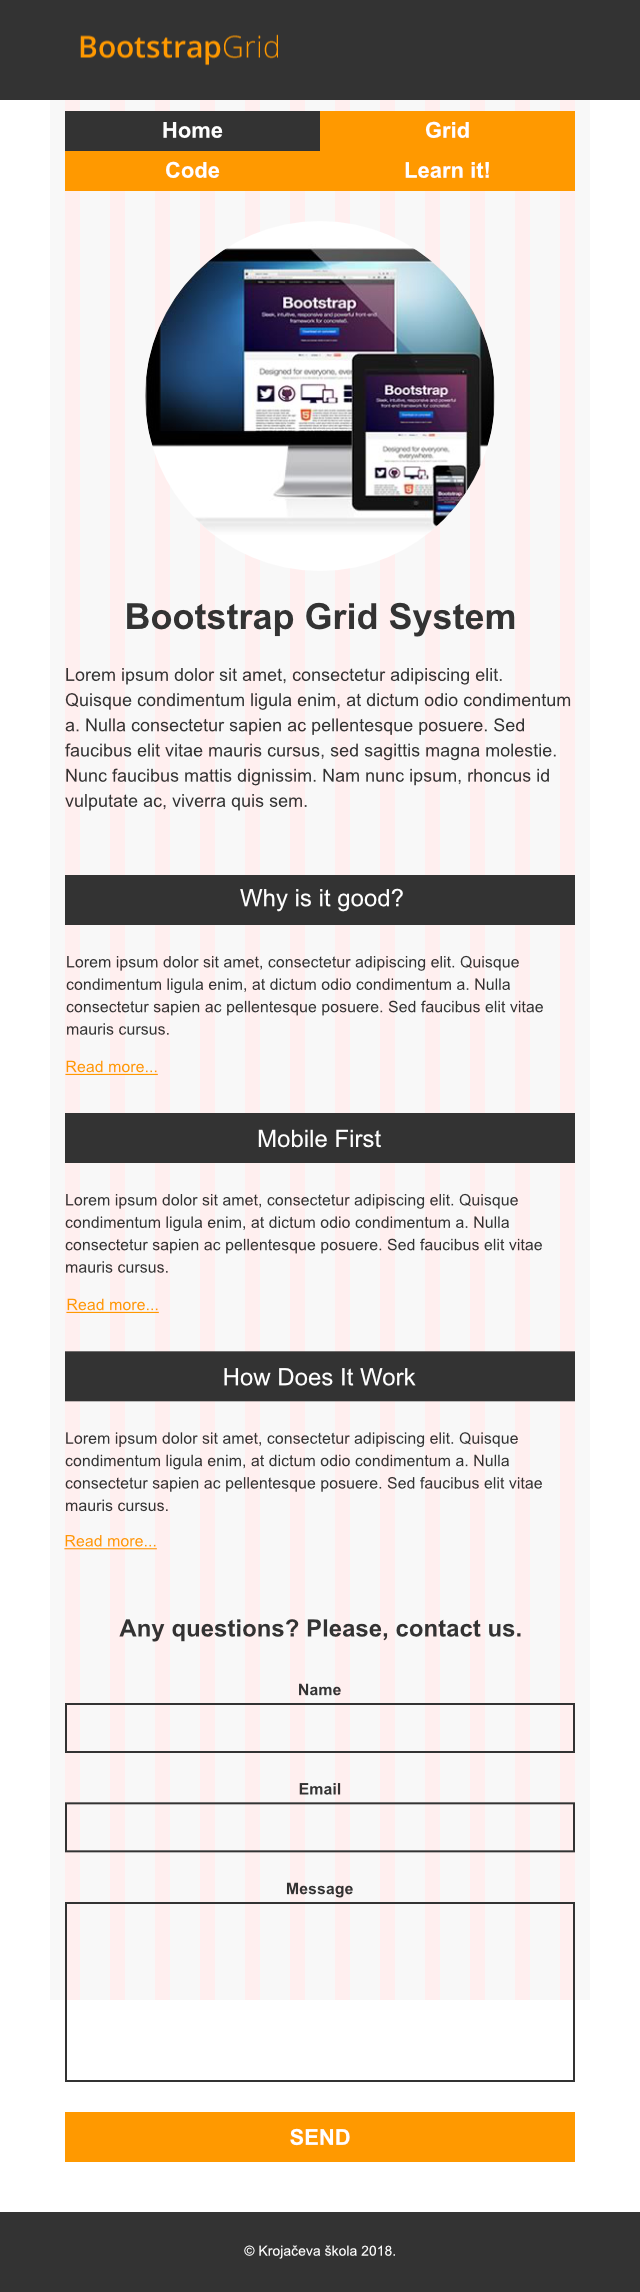 BootstrapGrid
Home
Grid
Code
Learn it!
Bootstrap
Sleek, intuitive, responsive and powerful front-end
framework for concrete5.
Designed for everyone, eve
Bootstrap
Designed for everyone,
everywhere.
Bootstrap
Bootstrap Grid System
Lorem ipsum dolor sit amet, consectetur adipiscing elit.
Quisque condimentum ligula enim, at dictum odio condimentum
a. Nulla consectetur sapien ac pellentesque posuere. Sed
faucibus elit vitae mauris cursus, sed sagittis magna molestie.
Nunc faucibus mattis dignissim. Nam nunc ipsum, rhoncus id
vulputate ac, viverra quis sem.
Why is it good?
Lorem ipsum dolor sit amet, consectetur adipiscing elit. Quisque
condimentum ligula enim, at dictum odio condimentum a. Nulla
consectetur sapien ac pellentesque posuere. Sed faucibus elit vitae
mauris cursus.
Read more...
Mobile First
Lorem ipsum dolor sit amet, consectetur adipiscing elit. Quisque
condimentum ligula enim, at dictum odio condimentum a. Nulla
consectetur sapien ac pellentesque posuere. Sed faucibus elit vitae
mauris cursus.
Read more...
How Does It Work
Lorem ipsum dolor sit amet, consectetur adipiscing elit. Quisque
condimentum ligula enim, at dictum odio condimentum a. Nulla
consectetur sapien ac pellentesque posuere. Sed faucibus elit vitae
mauris cursus.
Read more...
Any questions? Please, contact us.
Name
Email
Message
SEND
© Krojačeva škola 2018.